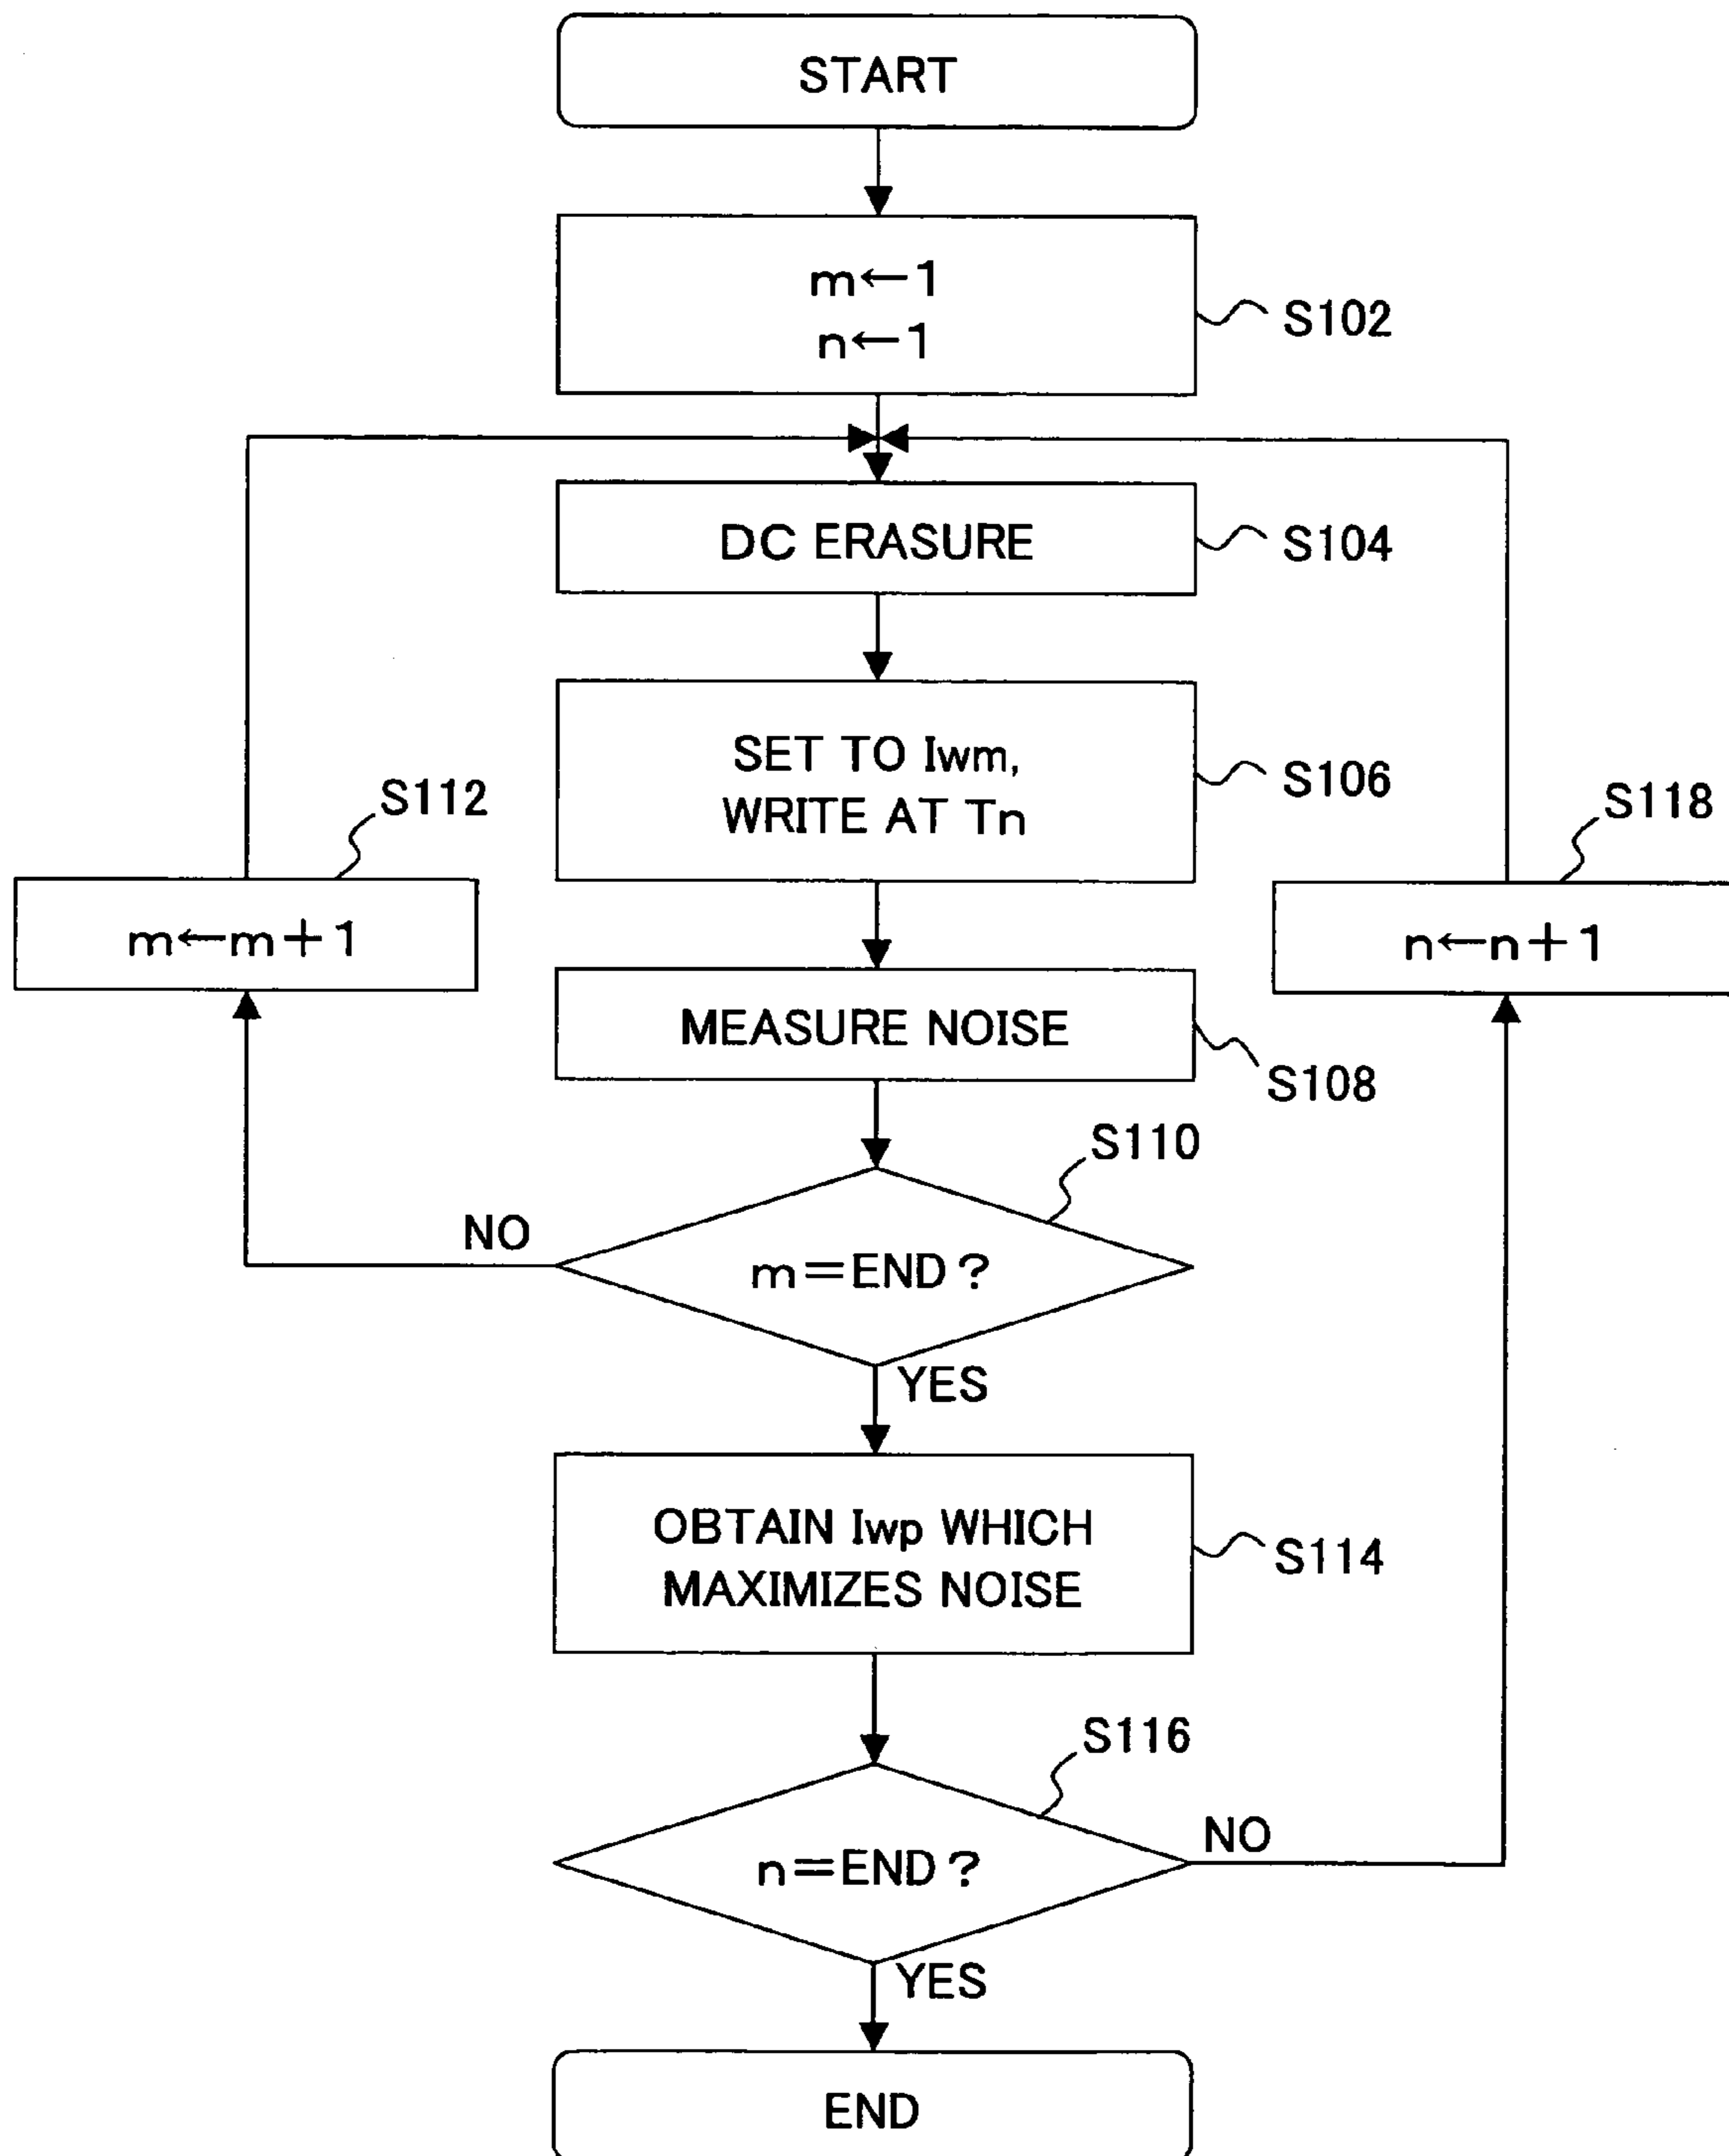 START
m←1
n←1
S102
DC ERASURE
S104
SET TO Iwm,
WRITE AT Tn
S106
S112
m←m+1
S118
n←n+1
MEASURE NOISE
S108
S110
NO
m=END?
YES
OBTAIN Iwp WHICH
MAXIMIZES NOISE
S114
S116
NO
n=END?
YES
END